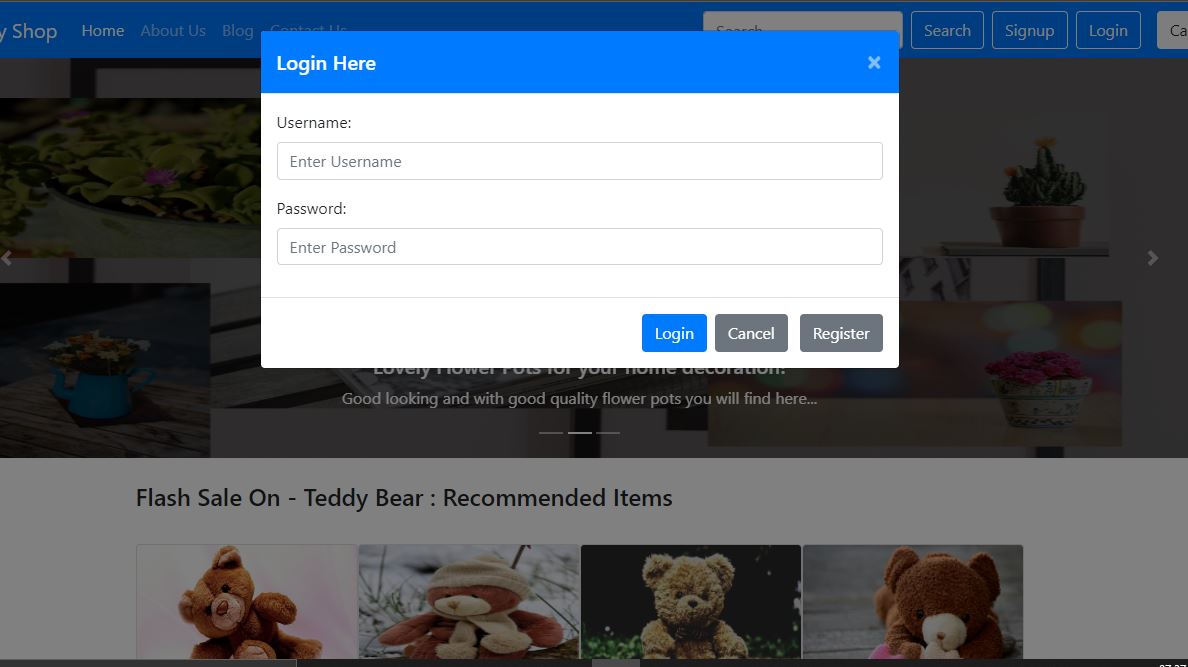 y Shop Home About Us Blog Contact Us Search Search Signup Login Ca
Login Here ×
Username:
Enter Username
Password:
Enter Password
Login Cancel Register
Lovely Flower Pots for your home decoration!
Good looking and with good quality flower pots you will find here...
Flash Sale On - Teddy Bear : Recommended Items